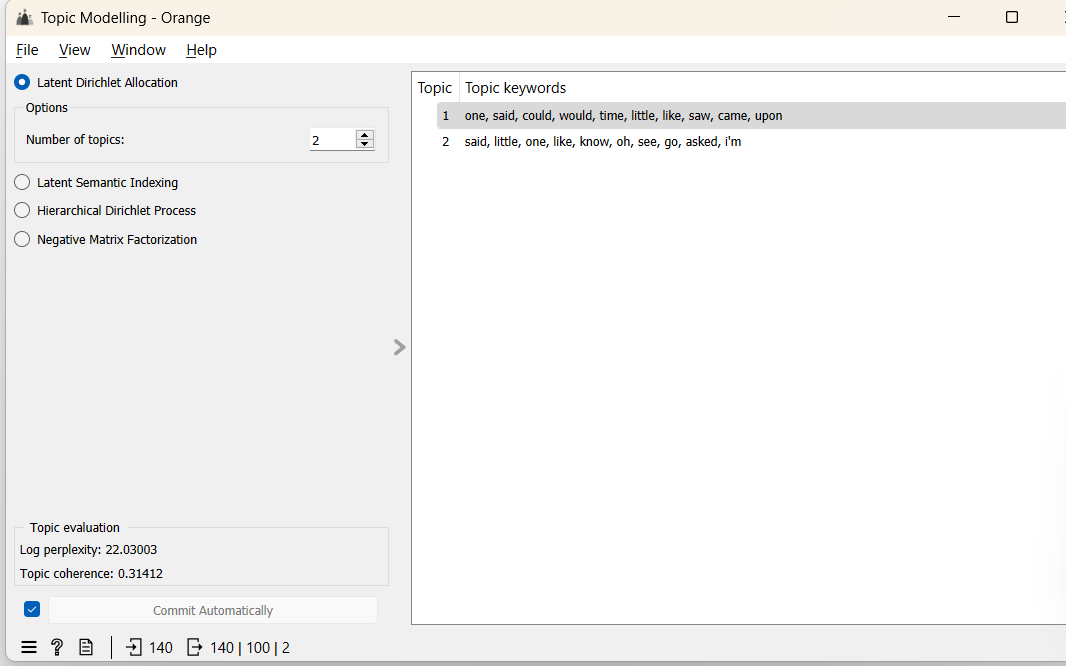 Topic Modelling - Orange
File View Window Help
Latent Dirichlet Allocation
Options
Number of topics: 2
Latent Semantic Indexing
Hierarchical Dirichlet Process
Negative Matrix Factorization
Topic evaluation
Log perplexity: 22.03003
Topic coherence: 0.31412
Commit Automatically
? 140 140 | 100 | 2
Topic Topic keywords
1 one, said, could, would, time, little, like, saw, came, upon
2 said, little, one, like, know, oh, see, go, asked, i'm